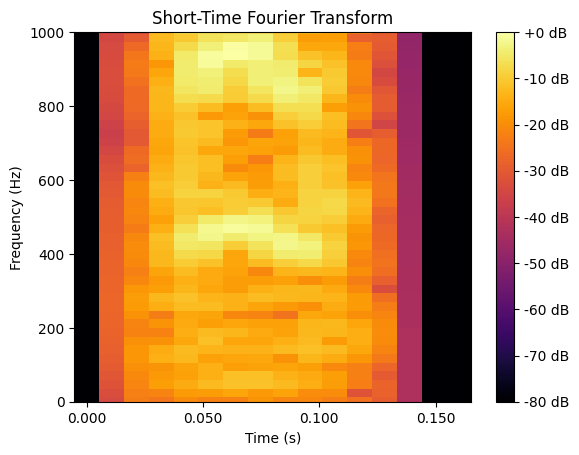 Short-Time Fourier Transform
1000
800
600
400
200
0
Frequency (Hz)
0.000
0.050
0.100
0.150
Time (s)
+0 dB
-10 dB
-20 dB
-30 dB
-40 dB
-50 dB
-60 dB
-70 dB
-80 dB